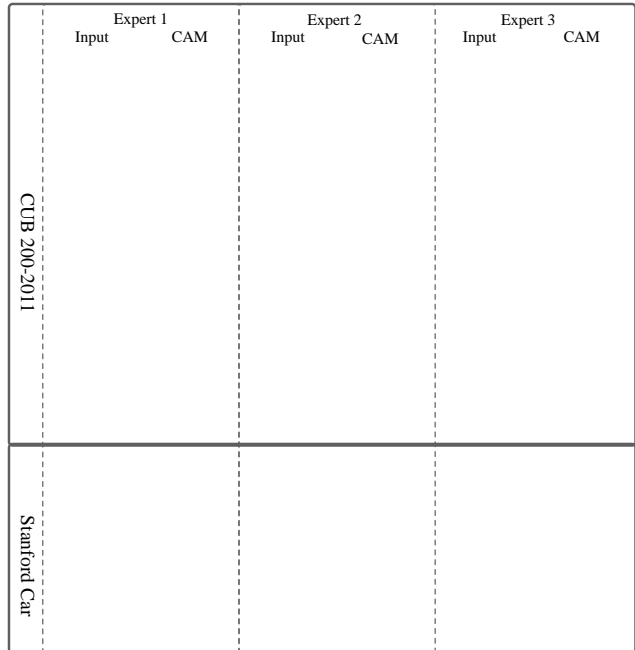 Expert 1
Input CAM
Expert 2
Input CAM
Expert 3
Input CAM
CUB 200-2011
Stanford Car